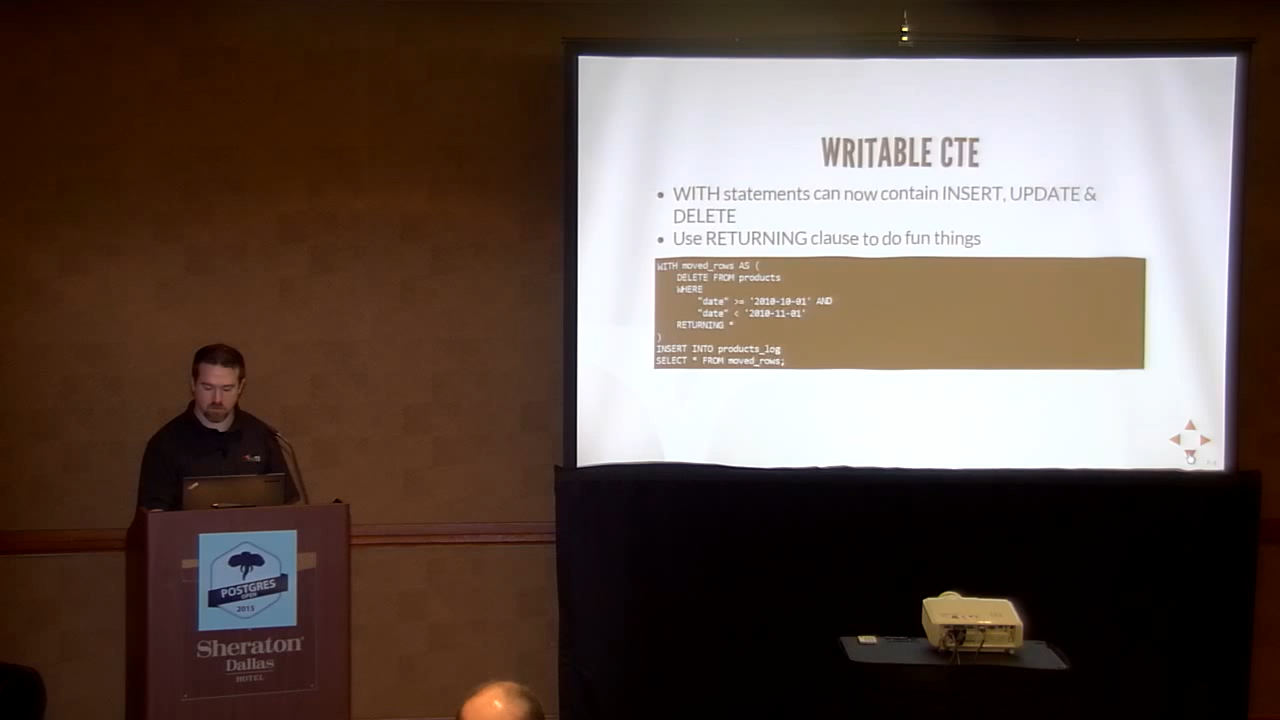 WRITABLE CTE
• WITH statements can now contain INSERT, UPDATE &
DELETE
• Use RETURNING clause to do fun things
WITH moved_rows AS (
DELETE FROM products
WHERE
"date" >= '2010-10-01' AND
"date" < '2010-11-01'
RETURNING *
)
INSERT INTO products_log
SELECT * FROM moved_rows;
POSTGRES
OPEN
2015
Sheraton
Dallas
HOTEL